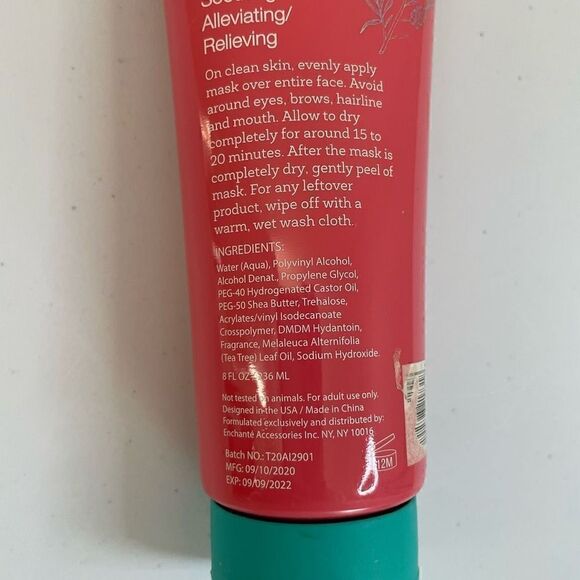 Alleviating/
Relieving
On clean skin, evenly apply
mask over entire face. Avoid
around eyes, brows, hairline
and mouth. Allow to dry
completely for around 15 to
20 minutes. After the mask is
completely dry, gently peel of
mask. For any leftover
product, wipe off with a
warm, wet wash cloth.
INGREDIENTS:
Water (Aqua), Polyvinyl Alcohol,
Alcohol Denat., Propylene Glycol,
PEG-40 Hydrogenated Castor Oil,
PEG-50 Shea Butter, Trehalose,
Acrylates/vinyl Isodecanoate
Crosspolymer, DMDM Hydantoin,
Fragrance, Melaleuca Alternifolia
(Tea Tree) Leaf Oil, Sodium Hydroxide.
8 FL OZ - 236 ML
Not tested on animals. For adult use only.
Designed in the USA / Made in China
Formulated exclusively and distributed by:
Enchanté Accessories Inc. NY, NY 10016
Batch NO.: T20AI2901
MFG: 09/10/2020
EXP: 09/09/2022
12M